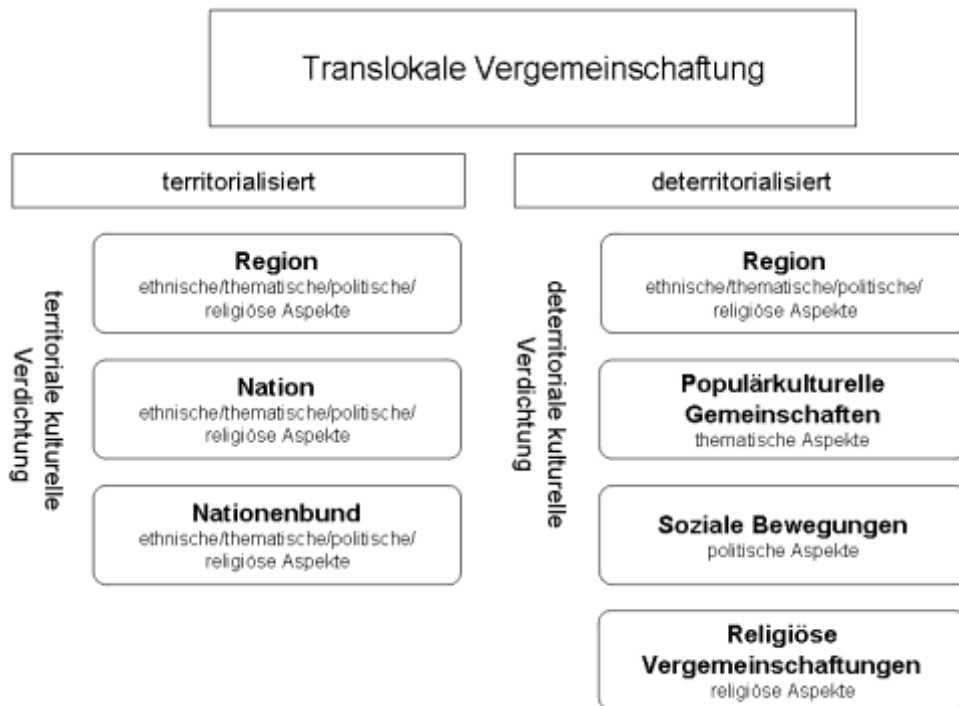 Translokale Vergemeinschaftung
territorialisiert
territoriale kulturelle
Verdichtung
Region
ethnische/thematische/politische/
religiöse Aspekte
Nation
ethnische/thematische/politische/
religiöse Aspekte
Nationenbund
ethnische/thematische/politische/
religiöse Aspekte
deterritorialisiert
deterritoriale kulturelle
Verdichtung
Region
ethnische/thematische/politische/
religiöse Aspekte
Populärkulturelle
Gemeinschaften
thematische Aspekte
Soziale Bewegungen
politische Aspekte
Religiöse
Vergemeinschaftungen
religiöse Aspekte